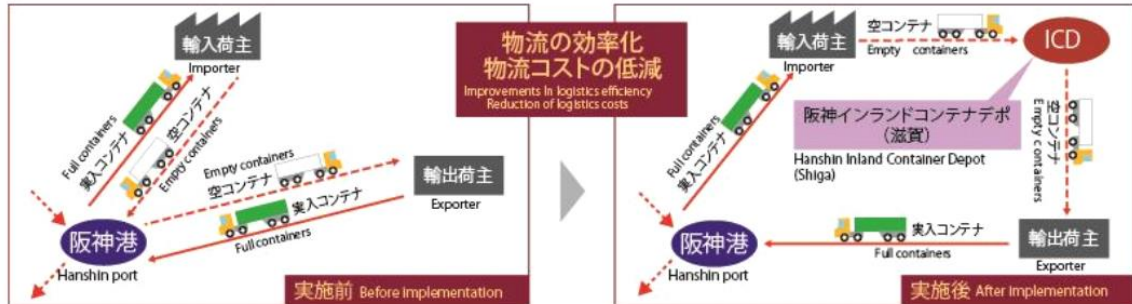 輸入荷主
Importer
Full containers
実入コンテナ
空コンテナ
Empty containers
Empty containers
空コンテナ
輸出荷主
Exporter
実入コンテナ
Full containers
阪神港
Hanshin port
実施前 Before implementation
物流の効率化
物流コストの低減
Improvements In logistics efficiency
Reduction of logistics costs
輸入荷主
Importer
空コンテナ
Empty containers
ICD
Full containers
実入コンテナ
阪神インランドコンテナデポ
(滋賀)
Hanshin Inland Container Depot
(Shiga)
空コンテナ
Empty containers
阪神港
Hanshin port
実入コンテナ
Full containers
輸出荷主
Exporter
実施後 After implementation